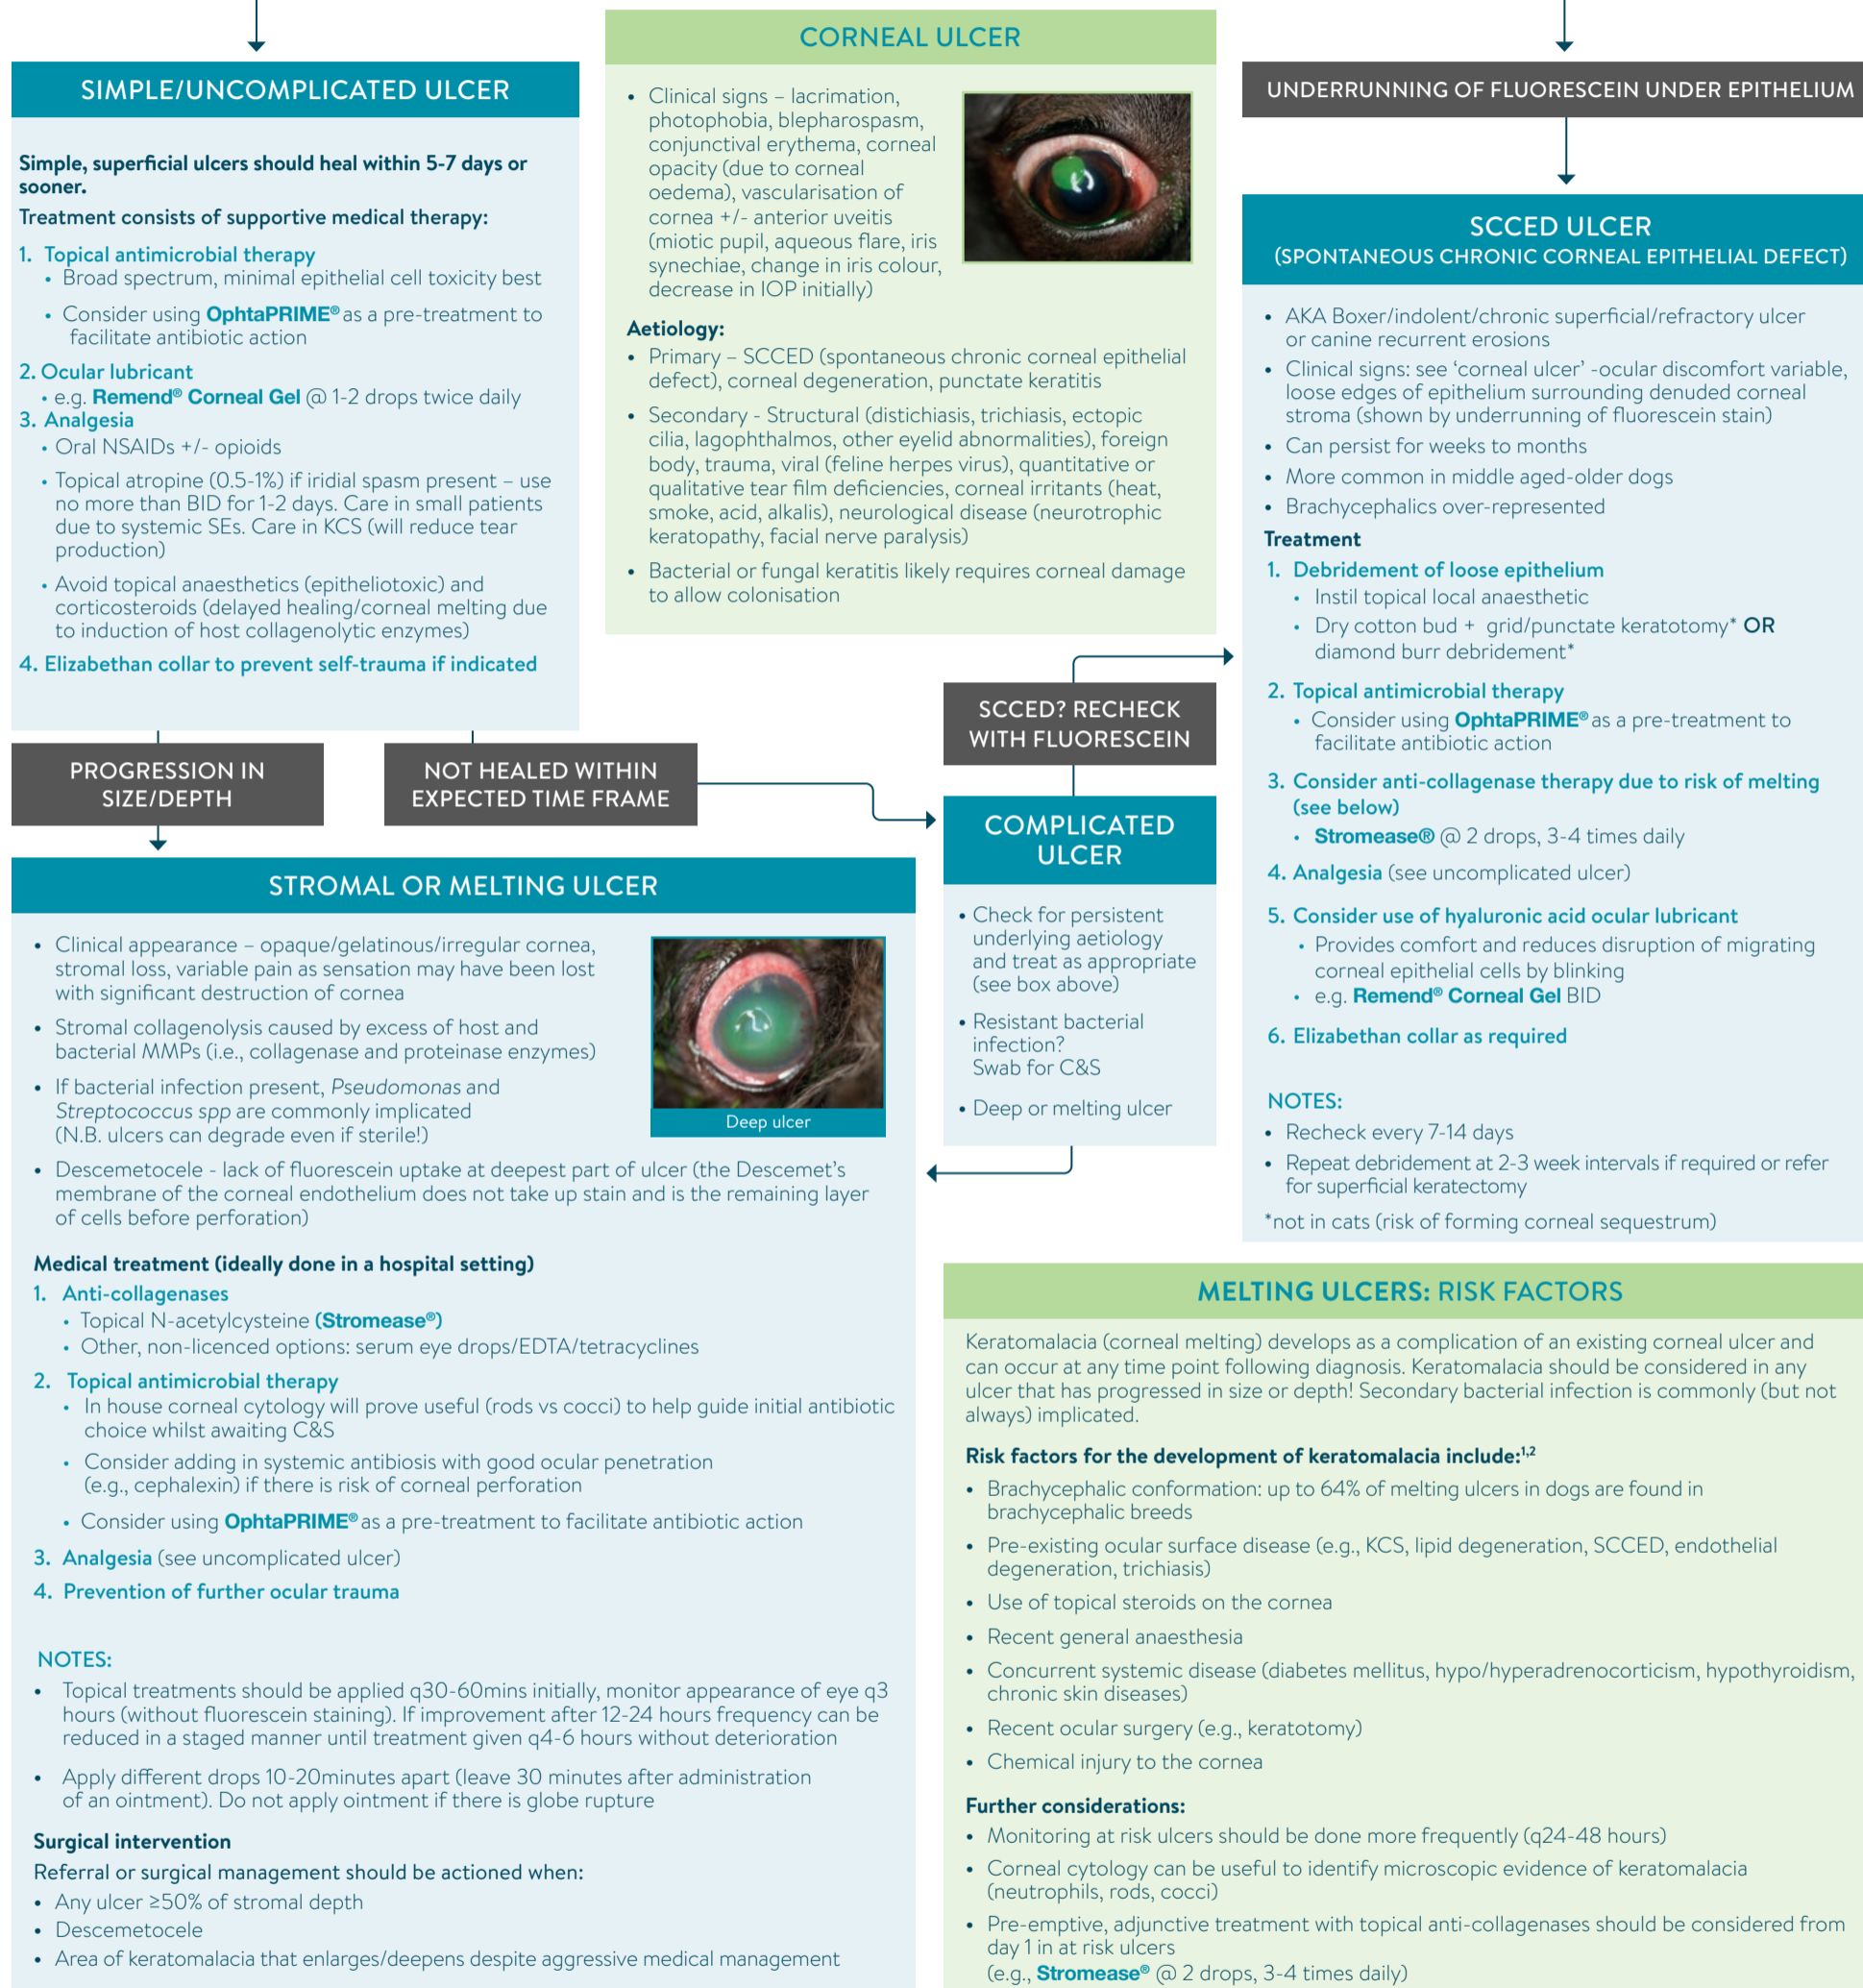 SIMPLE/UNCOMPLICATED ULCER
Simple, superficial ulcers should heal within 5-7 days or
sooner.
Treatment consists of supportive medical therapy:
1. Topical antimicrobial therapy
• Broad spectrum, minimal epithelial cell toxicity best
• Consider using OphtaPRIME® as a pre-treatment to
facilitate antibiotic action
2. Ocular lubricant
• e.g. Remend® Corneal Gel @ 1-2 drops twice daily
3. Analgesia
• Oral NSAIDs +/- opioids
• Topical atropine (0.5-1%) if iridial spasm present – use
no more than BID for 1-2 days. Care in small patients
due to systemic SEs. Care in KCS (will reduce tear
production)
• Avoid topical anaesthetics (epitheliotoxic) and
corticosteroids (delayed healing/corneal melting due
to induction of host collagenolytic enzymes)
4. Elizabethan collar to prevent self-trauma if indicated
PROGRESSION IN
SIZE/DEPTH
NOT HEALED WITHIN
EXPECTED TIME FRAME
CORNEAL ULCER
• Clinical signs – lacrimation,
photophobia, blepharospasm,
conjunctival erythema, corneal
opacity (due to corneal
oedema), vascularisation of
cornea +/- anterior uveitis
(miotic pupil, aqueous flare, iris
synechiae, change in iris colour,
decrease in IOP initially)
Aetiology:
• Primary – SCCED (spontaneous chronic corneal epithelial
defect), corneal degeneration, punctate keratitis
• Secondary - Structural (distichiasis, trichiasis, ectopic
cilia, lagophthalmos, other eyelid abnormalities), foreign
body, trauma, viral (feline herpes virus), quantitative or
qualitative tear film deficiencies, corneal irritants (heat,
smoke, acid, alkalis), neurological disease (neurotrophic
keratopathy, facial nerve paralysis)
• Bacterial or fungal keratitis likely requires corneal damage
to allow colonisation
SCCED? RECHECK
WITH FLUORESCEIN
COMPLICATED
ULCER
• Check for persistent
underlying aetiology
and treat as appropriate
(see box above)
• Resistant bacterial
infection?
Swab for C&S
• Deep or melting ulcer
UNDERRUNNING OF FLUORESCEIN UNDER EPITHELIUM
SCCED ULCER
(SPONTANEOUS CHRONIC CORNEAL EPITHELIAL DEFECT)
• AKA Boxer/indolent/chronic superficial/refractory ulcer
or canine recurrent erosions
• Clinical signs: see ‘corneal ulcer’ -ocular discomfort variable,
loose edges of epithelium surrounding denuded corneal
stroma (shown by underrunning of fluorescein stain)
• Can persist for weeks to months
• More common in middle aged-older dogs
• Brachycephalics over-represented
Treatment
1. Debridement of loose epithelium
• Instil topical local anaesthetic
• Dry cotton bud + grid/punctate keratotomy* OR
diamond burr debridement*
2. Topical antimicrobial therapy
• Consider using OphtaPRIME® as a pre-treatment to
facilitate antibiotic action
3. Consider anti-collagenase therapy due to risk of melting
(see below)
• Stromease® @ 2 drops, 3-4 times daily
4. Analgesia (see uncomplicated ulcer)
5. Consider use of hyaluronic acid ocular lubricant
• Provides comfort and reduces disruption of migrating
corneal epithelial cells by blinking
• e.g. Remend® Corneal Gel BID
6. Elizabethan collar as required
NOTES:
• Recheck every 7-14 days
• Repeat debridement at 2-3 week intervals if required or refer
for superficial keratectomy
*not in cats (risk of forming corneal sequestrum)
STROMAL OR MELTING ULCER
• Clinical appearance – opaque/gelatinous/irregular cornea,
stromal loss, variable pain as sensation may have been lost
with significant destruction of cornea
• Stromal collagenolysis caused by excess of host and
bacterial MMPs (i.e., collagenase and proteinase enzymes)
• If bacterial infection present, Pseudomonas and
Streptococcus spp are commonly implicated
(N.B. ulcers can degrade even if sterile!)
Deep ulcer
• Descemetocele - lack of fluorescein uptake at deepest part of ulcer (the Descemet’s
membrane of the corneal endothelium does not take up stain and is the remaining layer
of cells before perforation)
Medical treatment (ideally done in a hospital setting)
1. Anti-collagenases
• Topical N-acetylcysteine (Stromease®)
• Other, non-licenced options: serum eye drops/EDTA/tetracyclines
2. Topical antimicrobial therapy
• In house corneal cytology will prove useful (rods vs cocci) to help guide initial antibiotic
choice whilst awaiting C&S
• Consider adding in systemic antibiosis with good ocular penetration
(e.g., cephalexin) if there is risk of corneal perforation
• Consider using OphtaPRIME® as a pre-treatment to facilitate antibiotic action
3. Analgesia (see uncomplicated ulcer)
4. Prevention of further ocular trauma
NOTES:
• Topical treatments should be applied q30-60mins initially, monitor appearance of eye q3
hours (without fluorescein staining). If improvement after 12-24 hours frequency can be
reduced in a staged manner until treatment given q4-6 hours without deterioration
• Apply different drops 10-20minutes apart (leave 30 minutes after administration
of an ointment). Do not apply ointment if there is globe rupture
Surgical intervention
Referral or surgical management should be actioned when:
• Any ulcer ≥50% of stromal depth
• Descemetocele
• Area of keratomalacia that enlarges/deepens despite aggressive medical management
MELTING ULCERS: RISK FACTORS
Keratomalacia (corneal melting) develops as a complication of an existing corneal ulcer and
can occur at any time point following diagnosis. Keratomalacia should be considered in any
ulcer that has progressed in size or depth! Secondary bacterial infection is commonly (but not
always) implicated.
Risk factors for the development of keratomalacia include:1,2
• Brachycephalic conformation: up to 64% of melting ulcers in dogs are found in
brachycephalic breeds
• Pre-existing ocular surface disease (e.g., KCS, lipid degeneration, SCCED, endothelial
degeneration, trichiasis)
• Use of topical steroids on the cornea
• Recent general anaesthesia
• Concurrent systemic disease (diabetes mellitus, hypo/hyperadrenocorticism, hypothyroidism,
chronic skin diseases)
• Recent ocular surgery (e.g., keratotomy)
• Chemical injury to the cornea
Further considerations:
• Monitoring at risk ulcers should be done more frequently (q24-48 hours)
• Corneal cytology can be useful to identify microscopic evidence of keratomalacia
(neutrophils, rods, cocci)
• Pre-emptive, adjunctive treatment with topical anti-collagenases should be considered from
day 1 in at risk ulcers
(e.g., Stromease® @ 2 drops, 3-4 times daily)